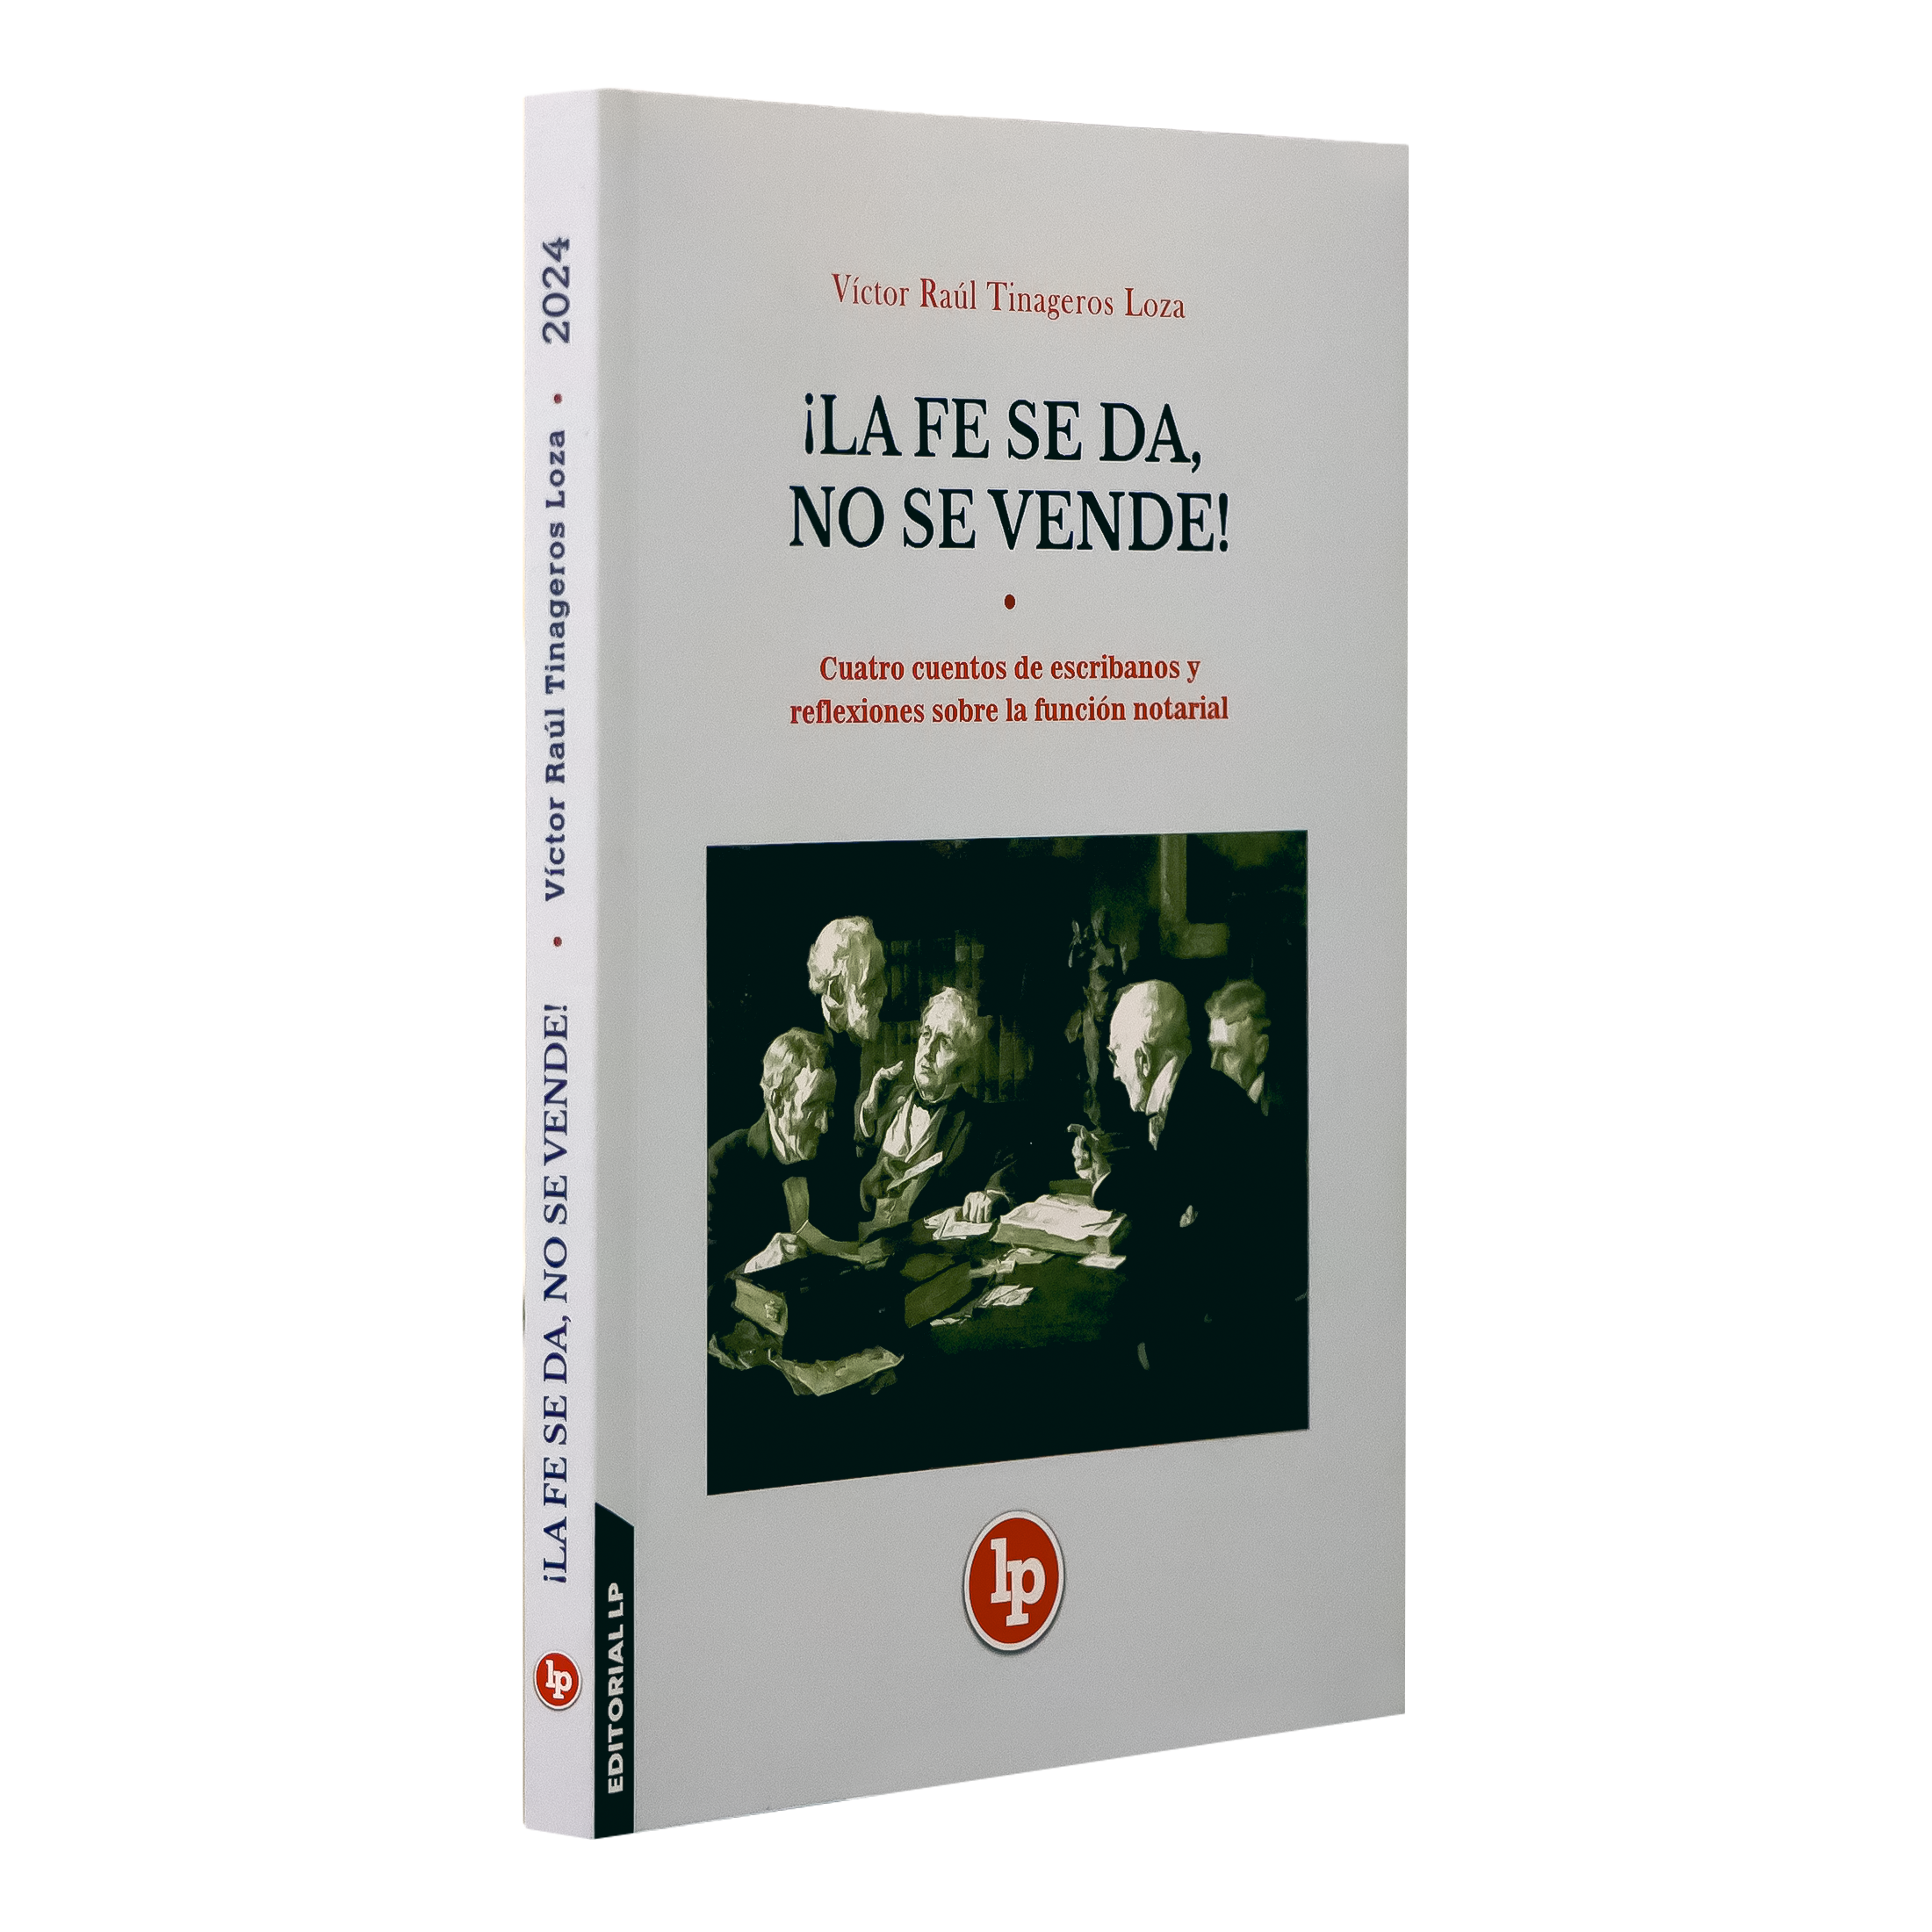 Víctor Raúl Tinageros Loza
¡LA FE SE DA,
NO SE VENDE!
Cuatro cuentos de escribanos y
reflexiones sobre la función notarial
lp
¡LA FE SE DA, NO SE VENDE! • Víctor Raúl Tinageros Loza • 2024
lp
EDITORIAL LP